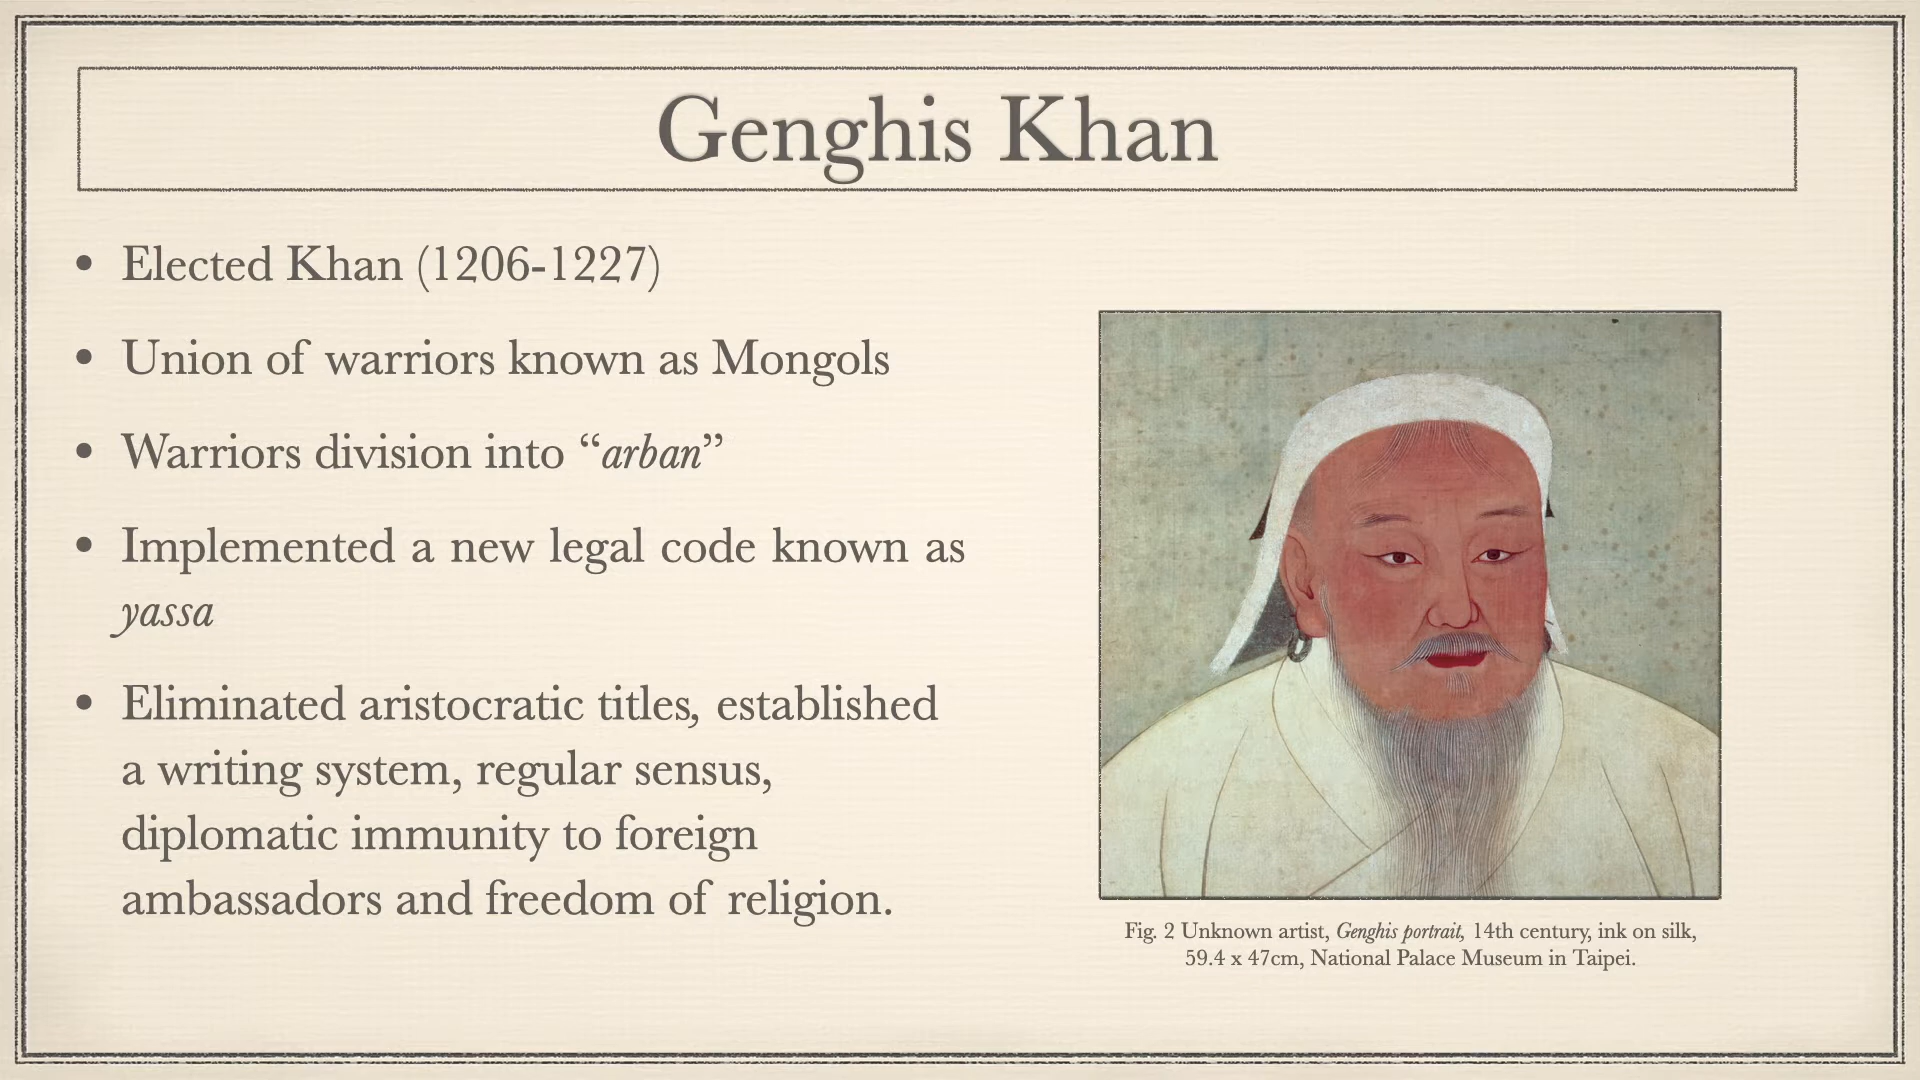 Genghis Khan
• Elected Khan (1206-1227)
• Union of warriors known as Mongols
• Warriors division into “arban”
• Implemented a new legal code known as
yassa
• Eliminated aristocratic titles, established
a writing system, regular sensus,
diplomatic immunity to foreign
ambassadors and freedom of religion.
Fig. 2 Unknown artist, Genghis portrait, 14th century, ink on silk,
59.4 x 47cm, National Palace Museum in Taipei.